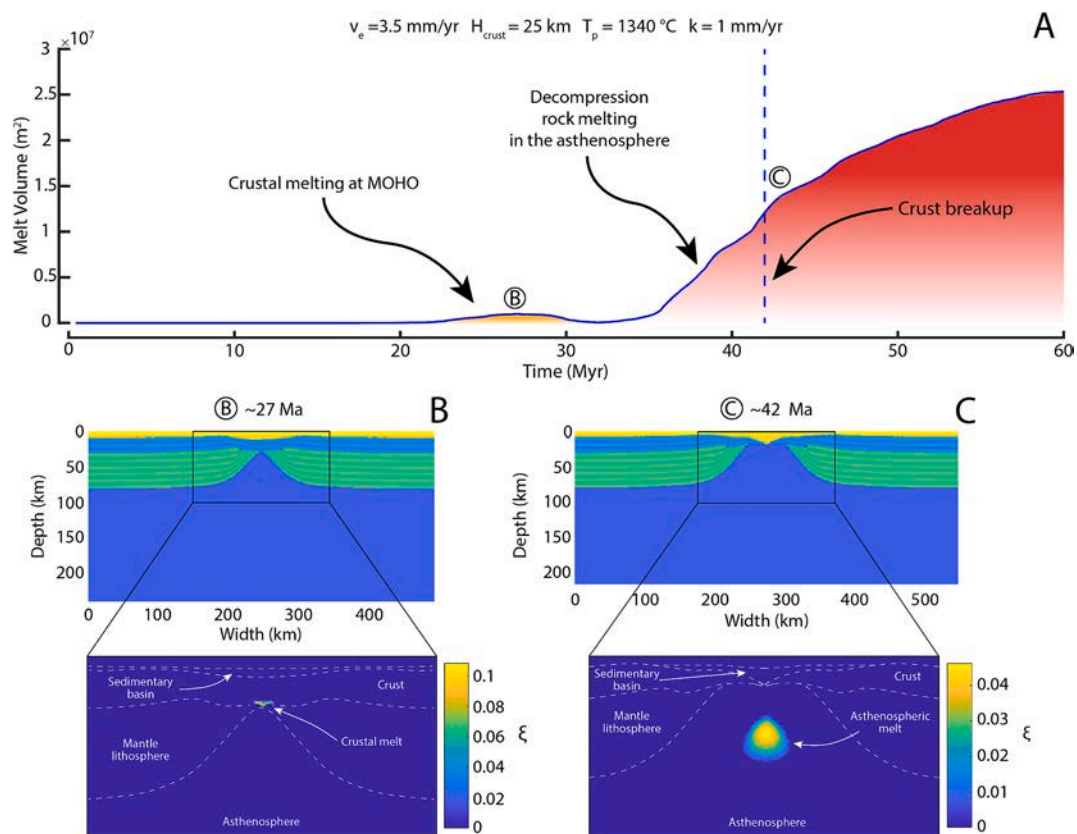 v_e=3.5 mm/yr H_crust = 25 km T_p = 1340 °C k = 1 mm/yr
A
×10^7
3
2.5
2
1.5
1
0.5
0
Melt Volume (m²)
Decompression
rock melting
in the asthenosphere
Crustal melting at MOHO
Ⓒ
Crust breakup
Ⓑ
0 10 20 30 40 50 60
Time (Myr)
Ⓑ ~27 Ma
B
0
50
100
150
200
Depth (km)
0 100 200 300 400
Width (km)
Sedimentary
basin
Crust
Mantle
lithosphere
Crustal melt
Asthenosphere
0.1
0.08
0.06
0.04
0.02
0
ξ
Ⓒ ~42 Ma
C
0
50
100
150
200
Depth (km)
0 100 200 300 400 500
Width (km)
Sedimentary
basin
Crust
Mantle
lithosphere
Asthenospheric
melt
Asthenosphere
0.04
0.03
0.02
0.01
0
ξ